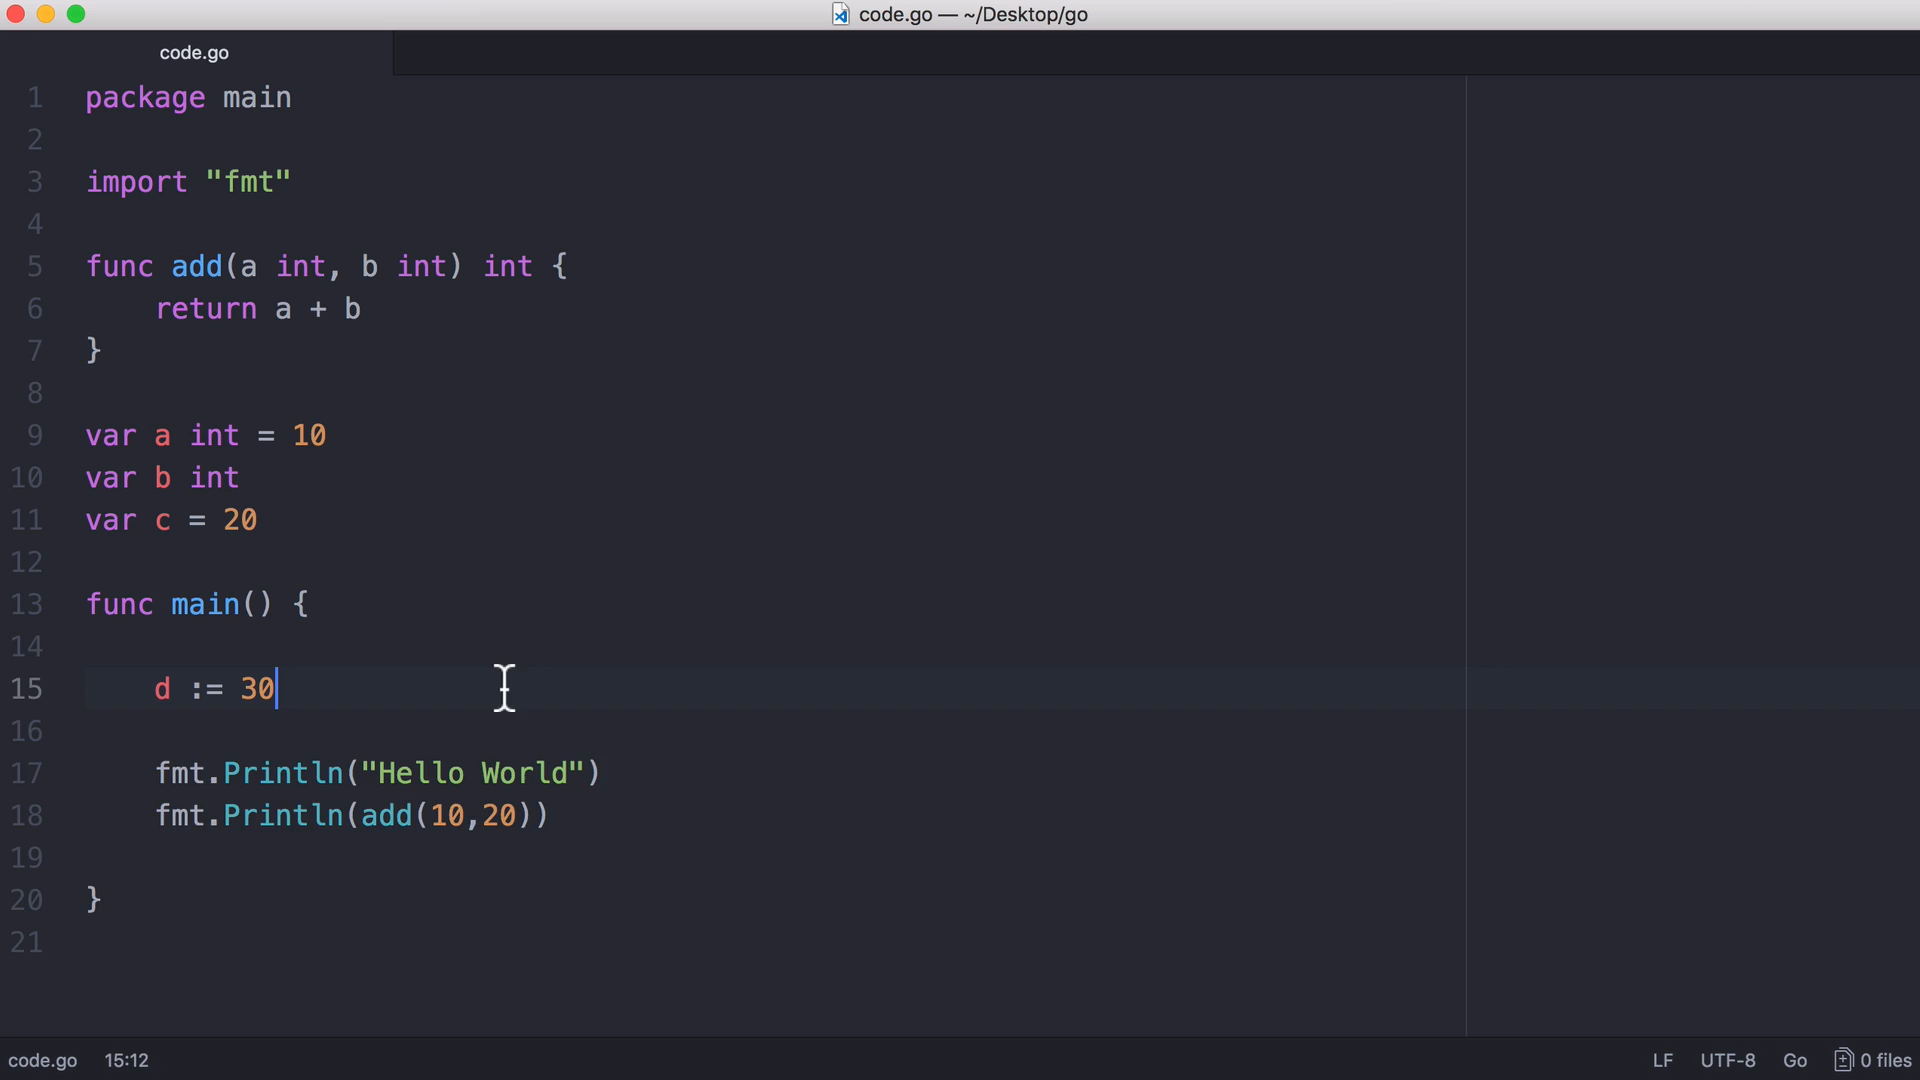 code.go — ~/Desktop/go
code.go
1 package main
2
3 import "fmt"
4
5 func add(a int, b int) int {
6     return a + b
7 }
8
9 var a int = 10
10 var b int
11 var c = 20
12
13 func main() {
14
15     d := 30
16
17     fmt.Println("Hello World")
18     fmt.Println(add(10,20))
19
20 }
21
code.go 15:12 LF UTF-8 Go 0 files